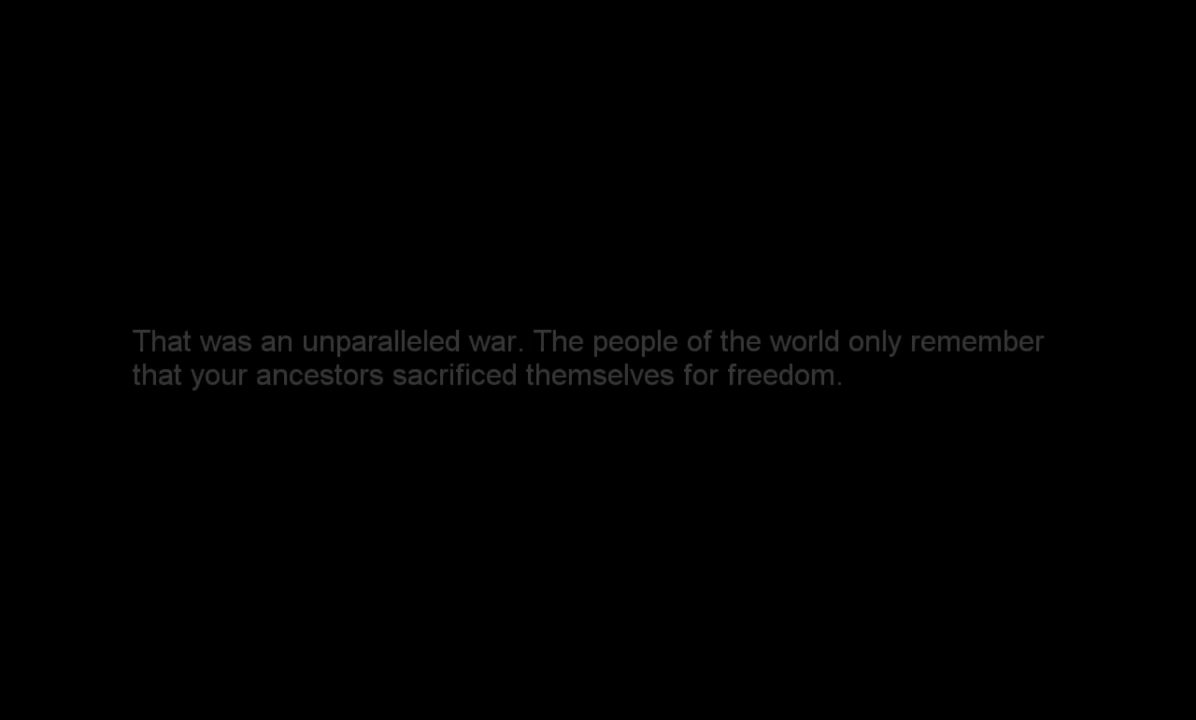 That was an unparalleled war. The people of the world only remember
that your ancestors sacrificed themselves for freedom.